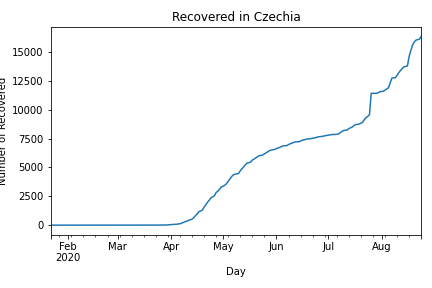 Recovered in Czechia
Number of Recovered
15000
12500
10000
7500
5000
2500
0
Feb
2020
Mar
Apr
May
Jun
Jul
Aug
Day